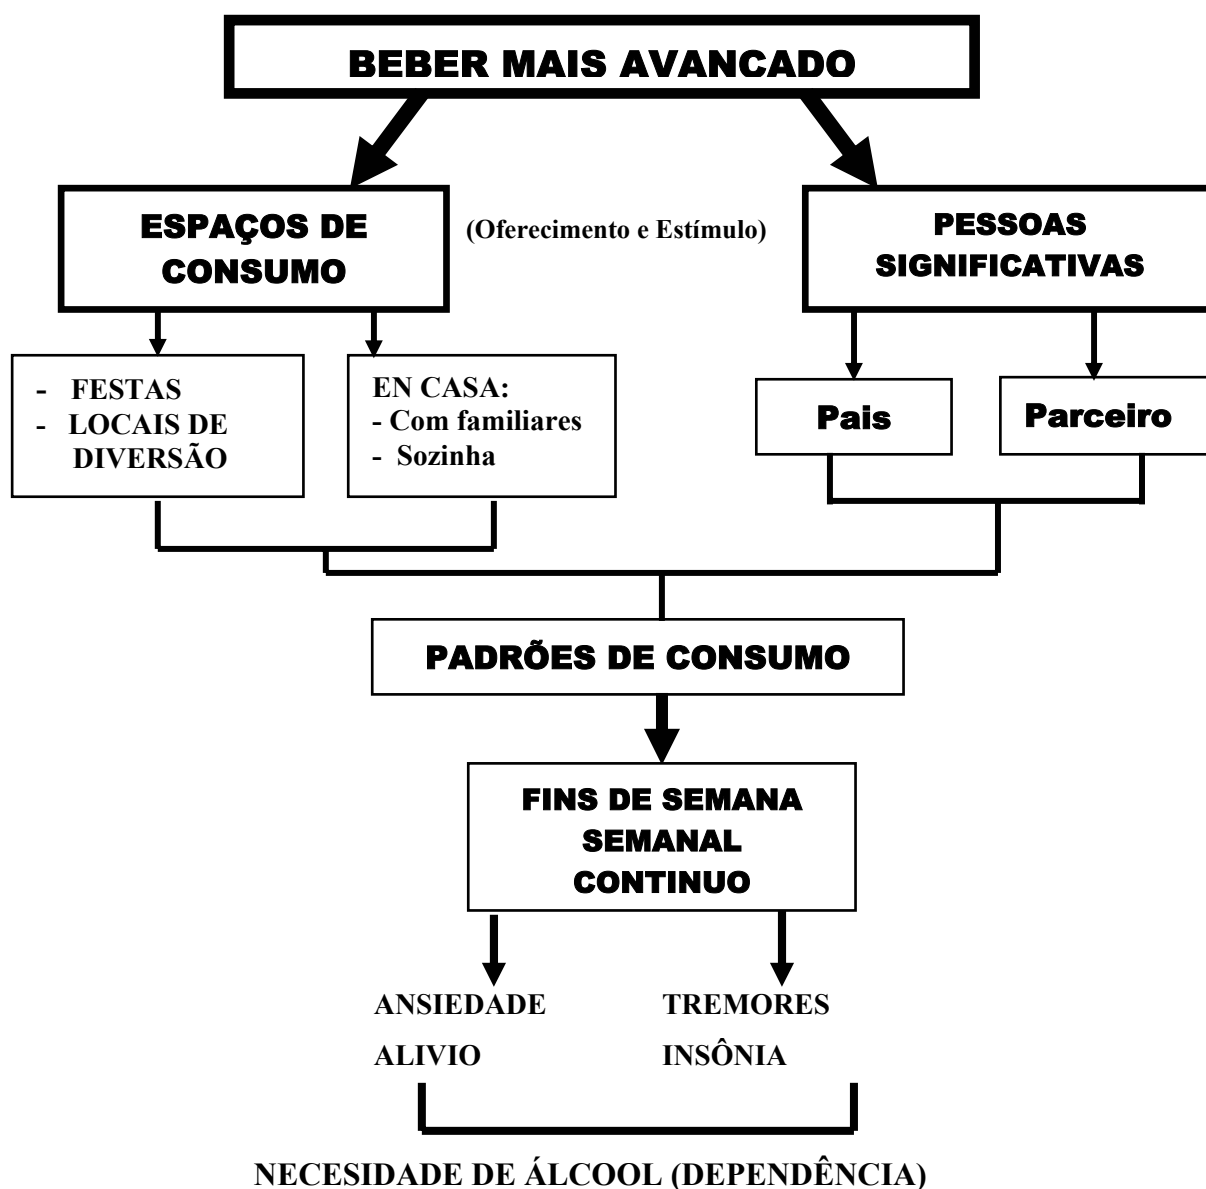 BEBER MAIS AVANCADO
ESPAÇOS DE
CONSUMO
(Oferecimento e Estímulo)
PESSOAS
SIGNIFICATIVAS
- FESTAS
- LOCAIS DE
DIVERSÃO
EN CASA:
- Com familiares
- Sozinha
Pais
Parceiro
PADRÕES DE CONSUMO
FINS DE SEMANA
SEMANAL
CONTINUO
ANSIEDADE
ALIVIO
TREMORES
INSÔNIA
NECESIDADE DE ÁLCOOL (DEPENDÊNCIA)